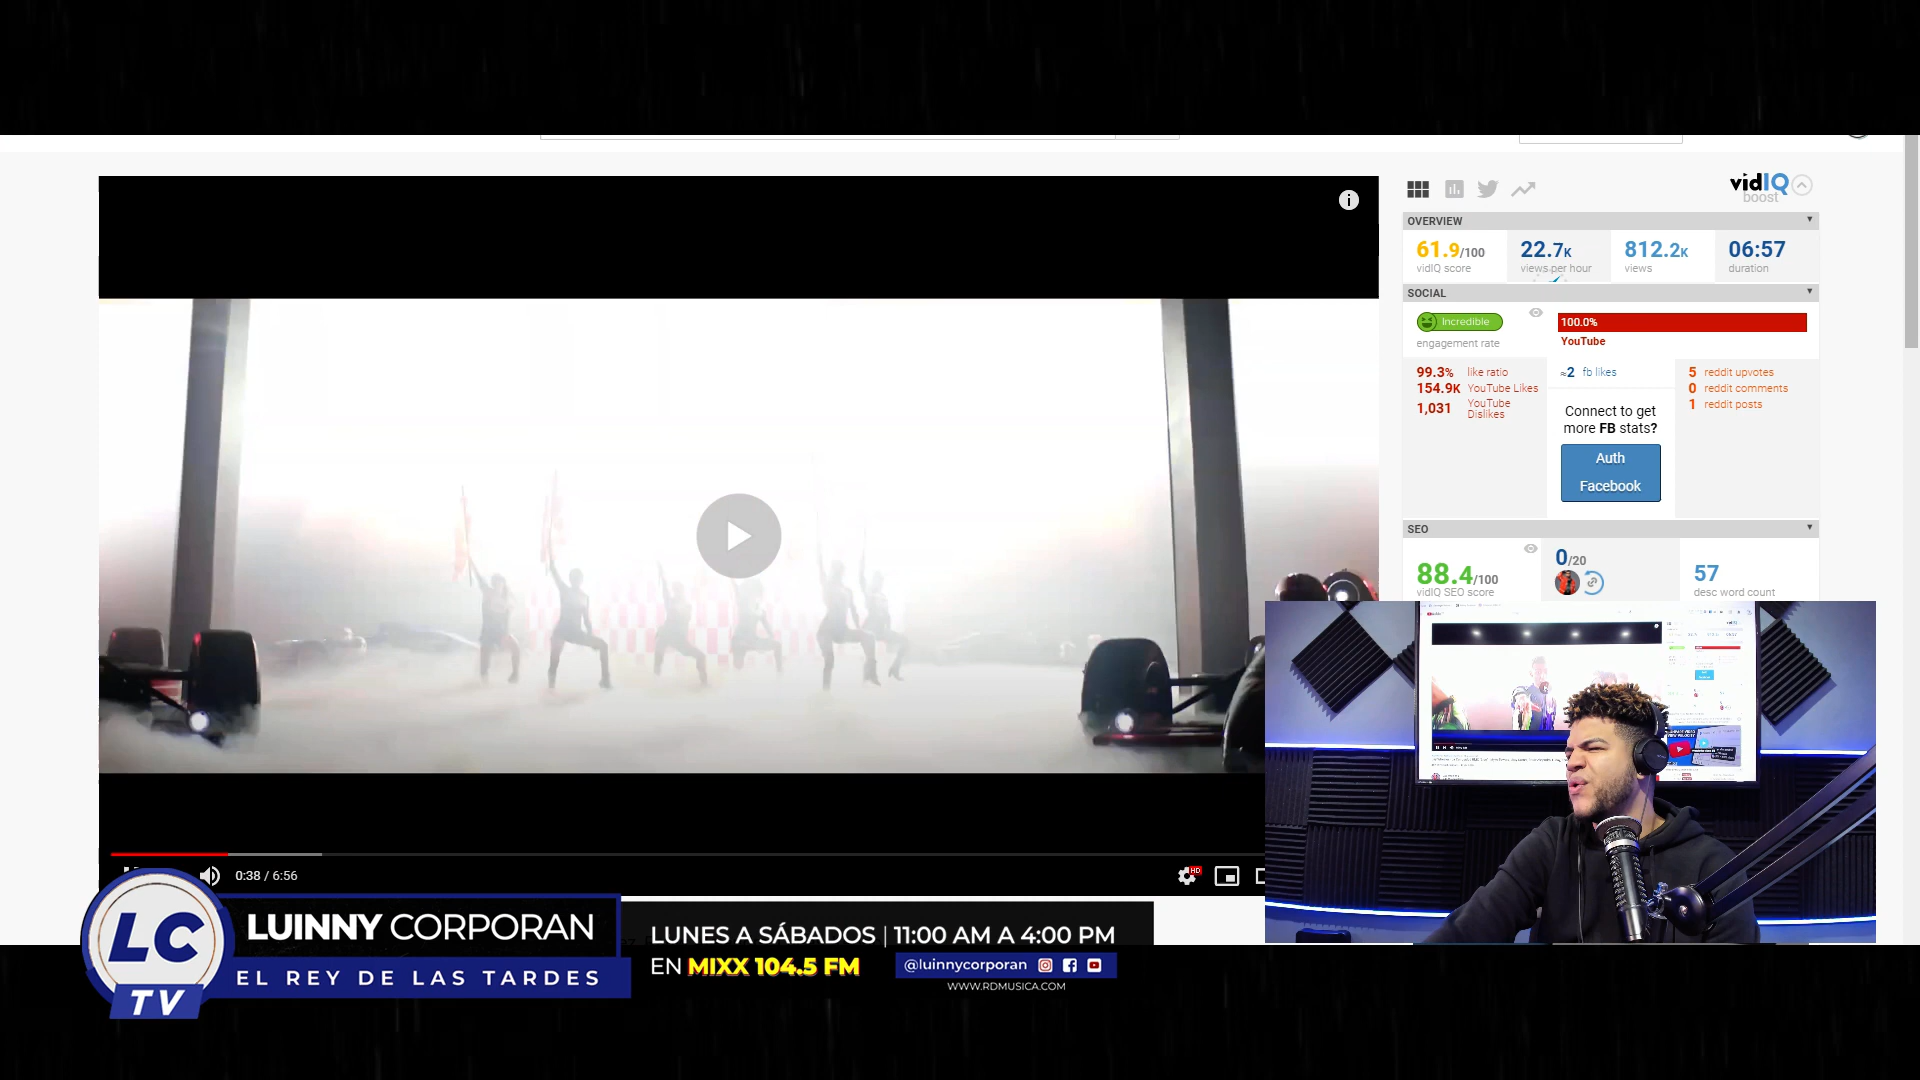 i
vidIQ
boost
OVERVIEW
61.9/100
vidIQ score
22.7K
views per hour
812.2K
views
06:57
duration
SOCIAL
Incredible
engagement rate
100.0%
YouTube
99.3% like ratio
154.9K YouTube Likes
1,031 YouTube
Dislikes
≈2 fb likes
Connect to get
more FB stats?
Auth
Facebook
5 reddit upvotes
0 reddit comments
1 reddit posts
SEO
88.4/100
vidIQ SEO score
0/20
57
desc word count
0:38 / 6:56
HD
LC
TV
LUINNY CORPORAN
EL REY DE LAS TARDES
LUNES A SÁBADOS | 11:00 AM A 4:00 PM
EN MIXX 104.5 FM
@luinnycorporan
WWW.RDMUSICA.COM